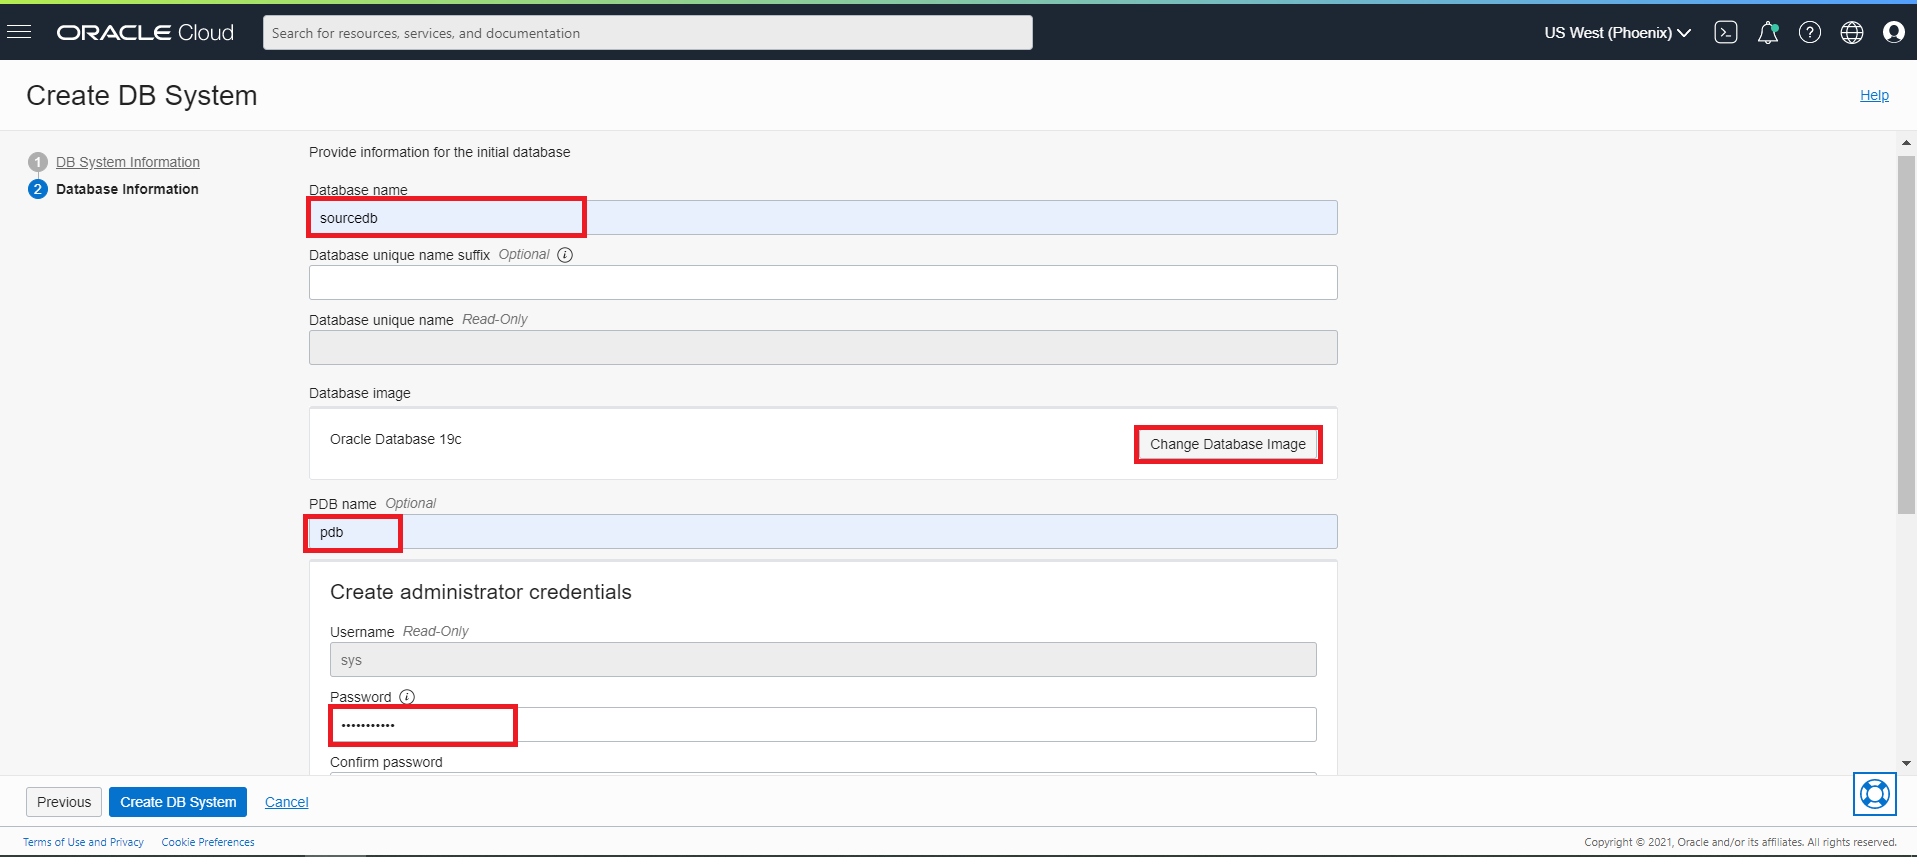 ORACLE Cloud
Search for resources, services, and documentation
US West (Phoenix)
Create DB System
Help
1 DB System Information
2 Database Information
Provide information for the initial database
Database name
sourcedb
Database unique name suffix Optional i
Database unique name Read-Only
Database image
Oracle Database 19c
Change Database Image
PDB name Optional
pdb
Create administrator credentials
Username Read-Only
sys
Password i
•••••••••••
Confirm password
Previous
Create DB System
Cancel
Terms of Use and Privacy
Cookie Preferences
Copyright © 2021, Oracle and/or its affiliates. All rights reserved.